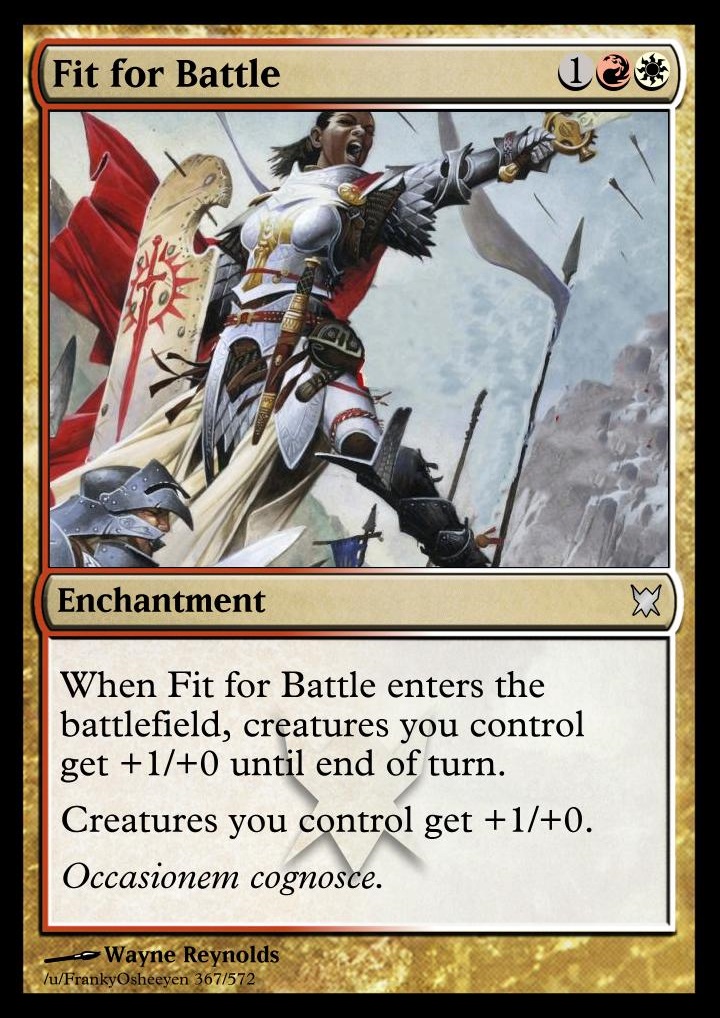 Fit for Battle 1
Enchantment
When Fit for Battle enters the
battlefield, creatures you control
get +1/+0 until end of turn.
Creatures you control get +1/+0.
Occasionem cognosce.
Wayne Reynolds
/u/FrankyOsheeyen 367/572